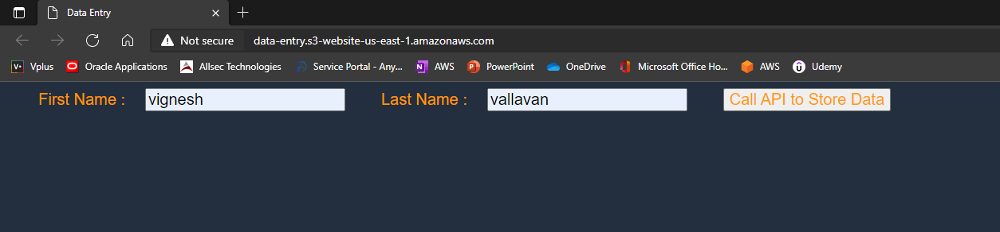 Data Entry
Not secure data-entry.s3-website-us-east-1.amazonaws.com
V+ Vplus Oracle Applications Allsec Technologies Service Portal - Any... N AWS P PowerPoint OneDrive Microsoft Office Ho... AWS û Udemy
First Name : vignesh Last Name : vallavan Call API to Store Data